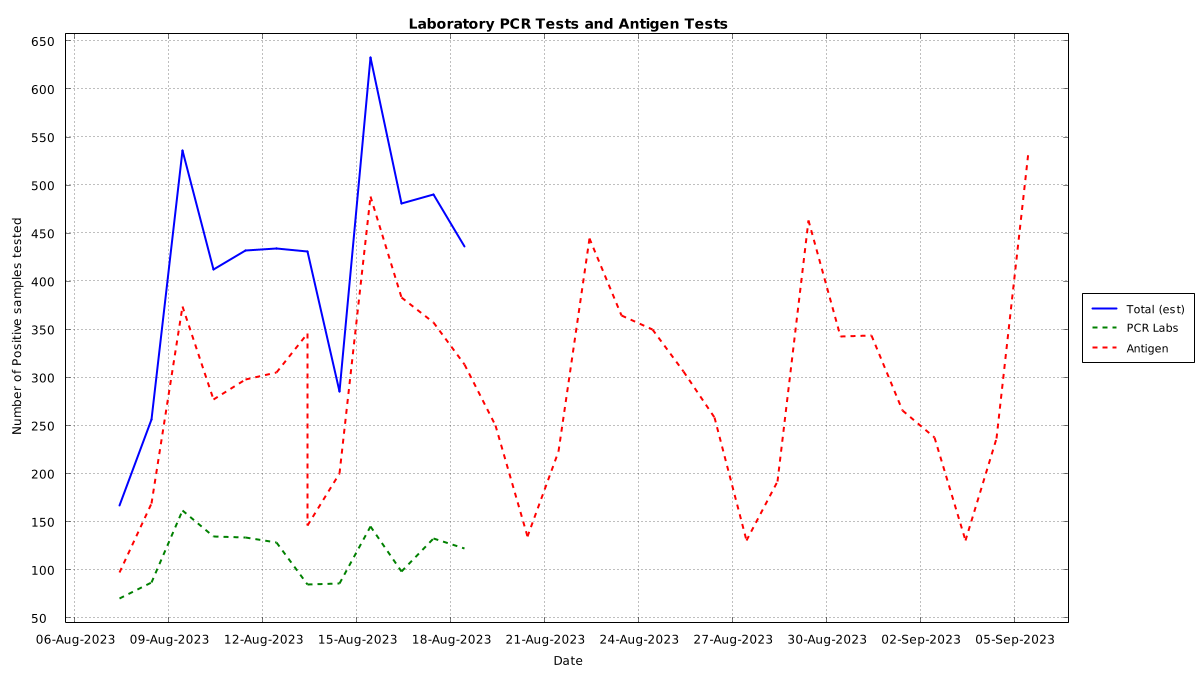 Laboratory PCR Tests and Antigen Tests
650
600
550
500
450
400
350
300
250
200
150
100
50
Number of Positive samples tested
06-Aug-2023 09-Aug-2023 12-Aug-2023 15-Aug-2023 18-Aug-2023 21-Aug-2023 24-Aug-2023 27-Aug-2023 30-Aug-2023 02-Sep-2023 05-Sep-2023
Date
Total (est)
PCR Labs
Antigen